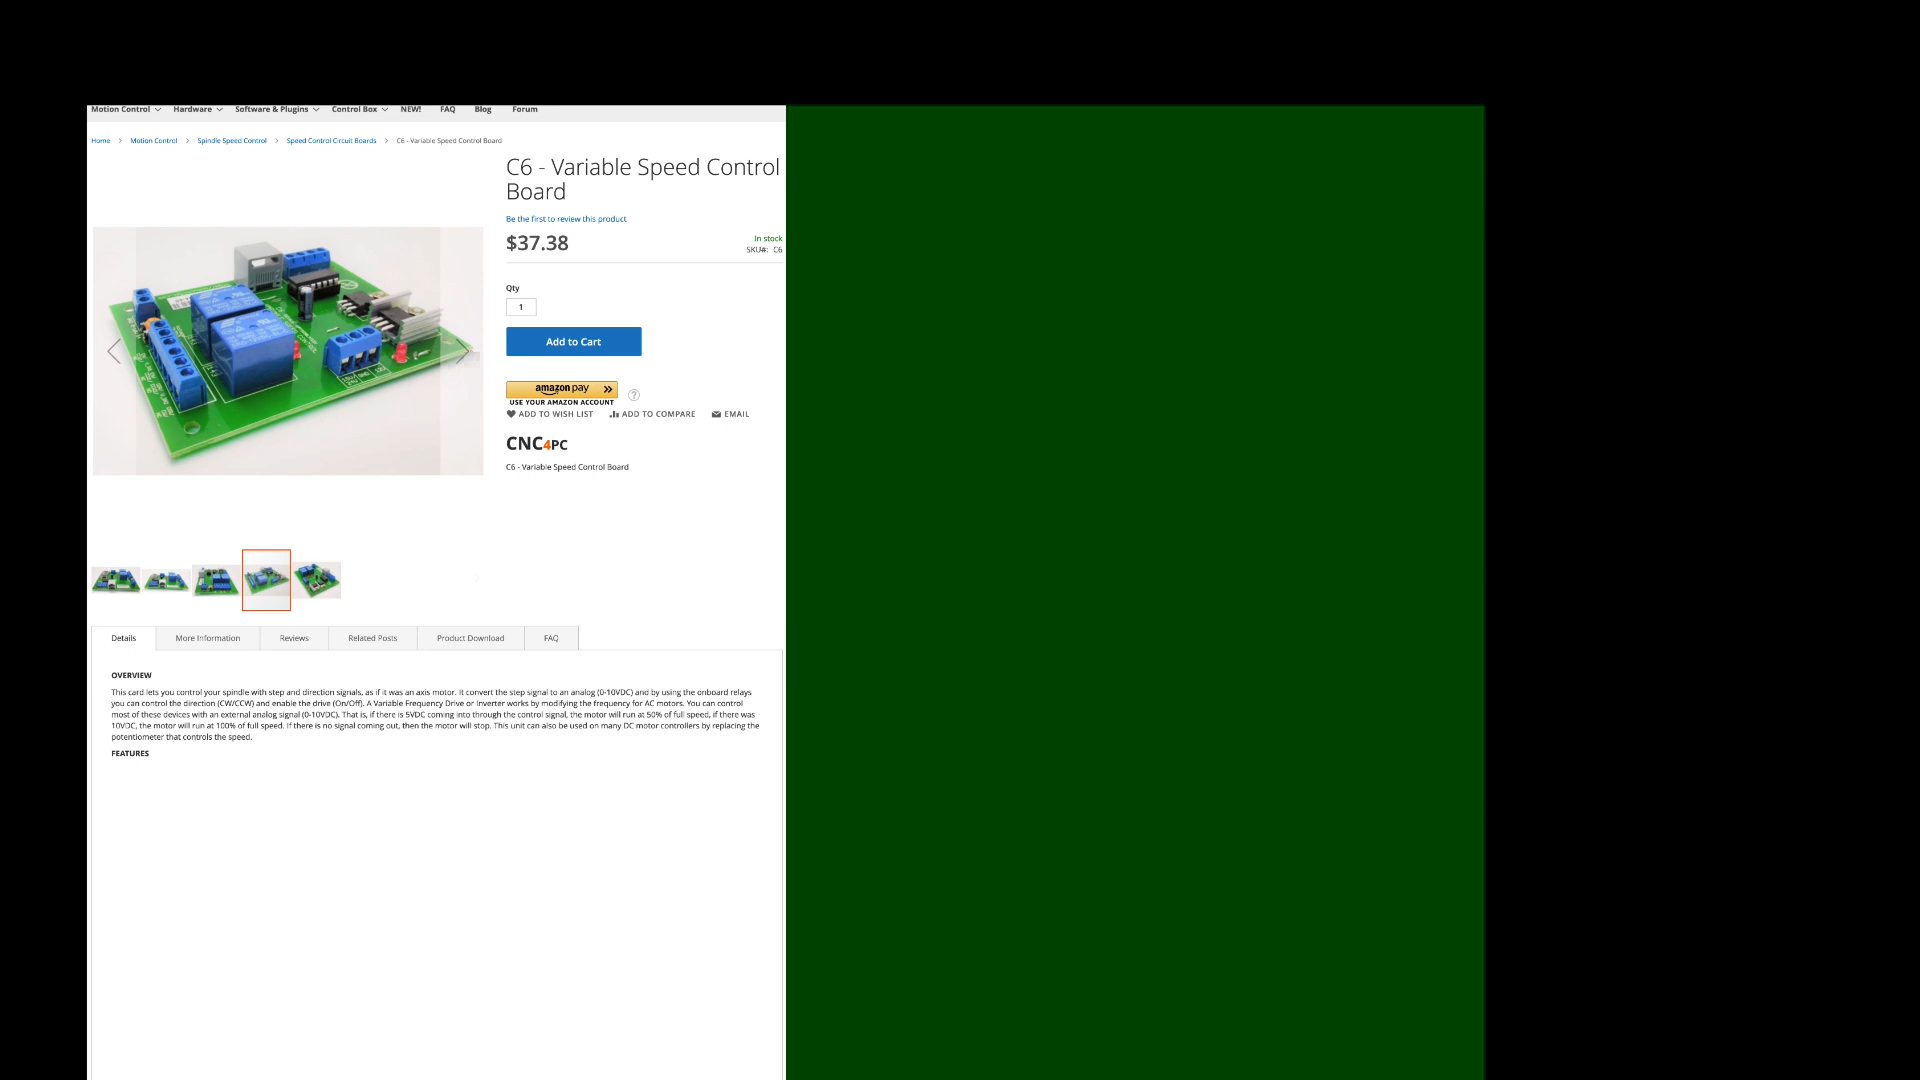 Motion Control Hardware Software & Plugins Control Box NEW! FAQ Blog Forum
Home > Motion Control > Spindle Speed Control > Speed Control Circuit Boards > C6 - Variable Speed Control Board
C6 - Variable Speed Control
Board
Be the first to review this product
$37.38
In stock
SKU#: C6
Qty
1
Add to Cart
amazon pay
USE YOUR AMAZON ACCOUNT
?
ADD TO WISH LIST ADD TO COMPARE EMAIL
CNC4PC
C6 - Variable Speed Control Board
Details More Information Reviews Related Posts Product Download FAQ
OVERVIEW
This card lets you control your spindle with step and direction signals, as if it was an axis motor. It convert the step signal to an analog (0-10VDC) and by using the onboard relays
you can control the direction (CW/CCW) and enable the drive (On/Off). A Variable Frequency Drive or Inverter works by modifying the frequency for AC motors. You can control
most of these devices with an external analog signal (0-10VDC). That is, if there is 5VDC coming into through the control signal, the motor will run at 50% of full speed, if there was
10VDC, the motor will run at 100% of full speed. If there is no signal coming out, then the motor will stop. This unit can also be used on many DC motor controllers by replacing the
potentiometer that controls the speed.
FEATURES